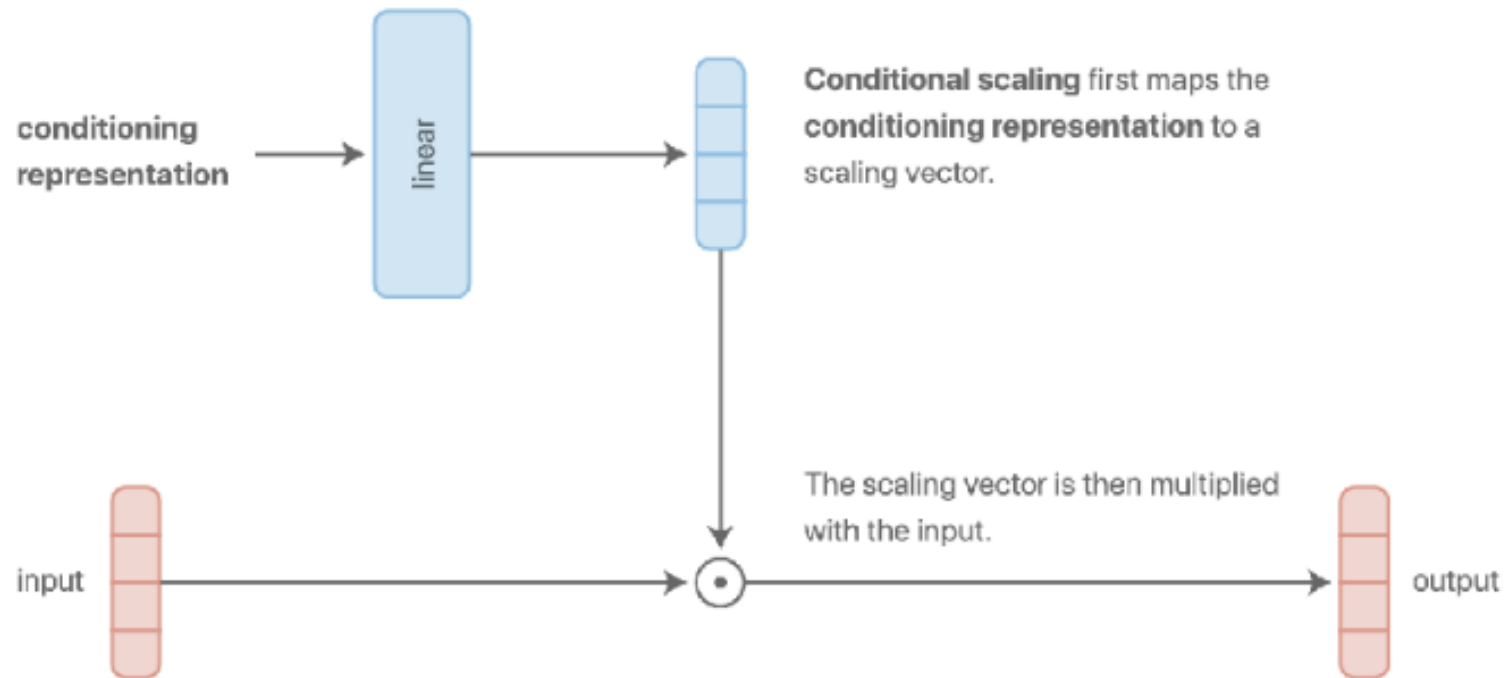 conditioning
representation
linear
Conditional scaling first maps the
conditioning representation to a
scaling vector.
The scaling vector is then multiplied
with the input.
input
output